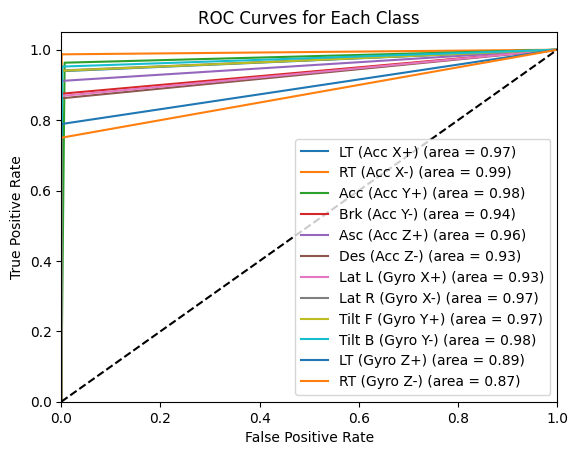 ROC Curves for Each Class
1.0
0.8
0.6
0.4
0.2
0.0
True Positive Rate
LT (Acc X+) (area = 0.97)
RT (Acc X-) (area = 0.99)
Acc (Acc Y+) (area = 0.98)
Brk (Acc Y-) (area = 0.94)
Asc (Acc Z+) (area = 0.96)
Des (Acc Z-) (area = 0.93)
Lat L (Gyro X+) (area = 0.93)
Lat R (Gyro X-) (area = 0.97)
Tilt F (Gyro Y+) (area = 0.97)
Tilt B (Gyro Y-) (area = 0.98)
LT (Gyro Z+) (area = 0.89)
RT (Gyro Z-) (area = 0.87)
0.0 0.2 0.4 0.6 0.8 1.0
False Positive Rate